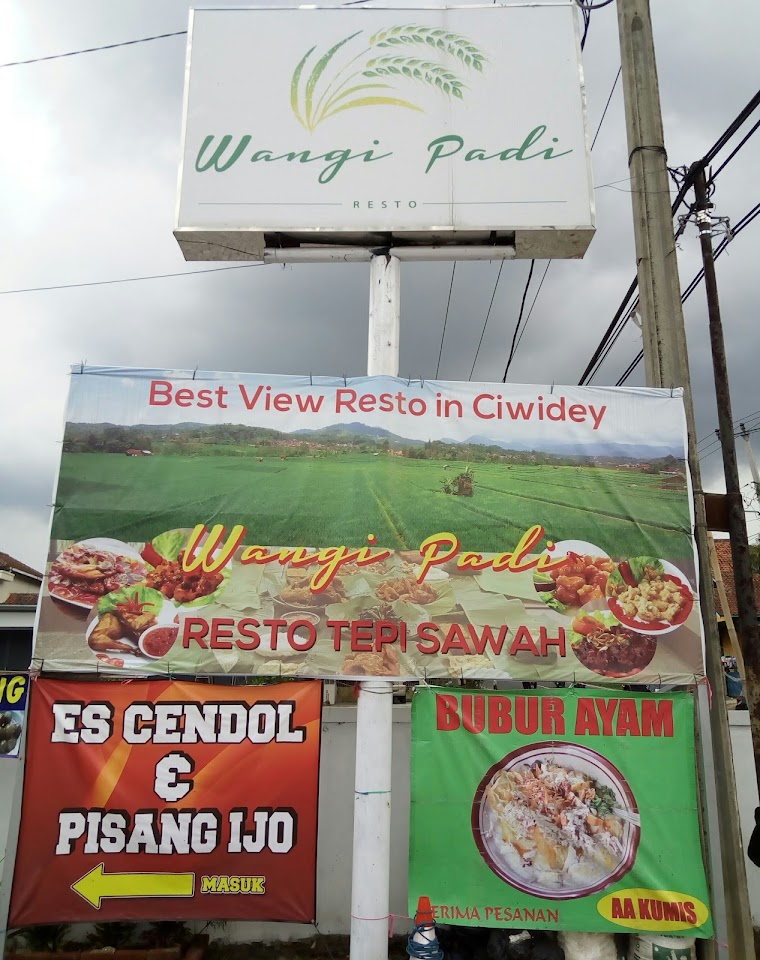 Wangi Padi
RESTO
Best View Resto in Ciwidey
Wangi Padi
RESTO TEPI SAWAH
ES CENDOL
&
PISANG IJO
MASUK
BUBUR AYAM
ERIMA PESANAN
AA KUMIS